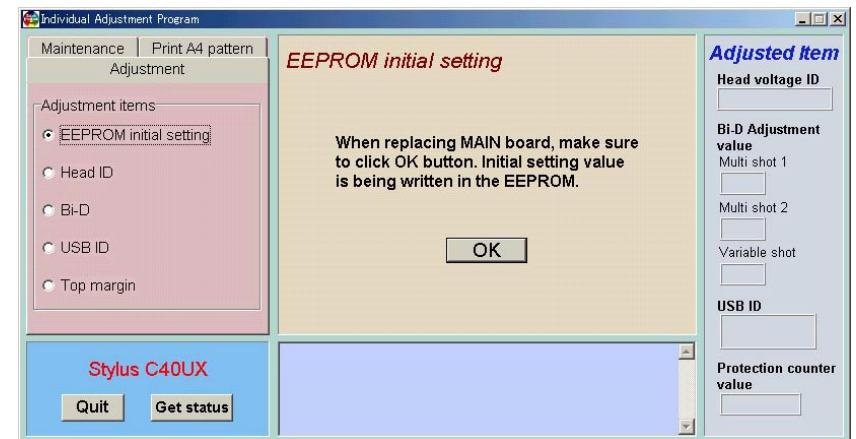 Individual Adjustment Program
Maintenance
Print A4 pattern
Adjustment
Adjustment items
EEPROM initial setting
Head ID
Bi-D
USB ID
Top margin
EEPROM initial setting
When replacing MAIN board, make sure
to click OK button. Initial setting value
is being written in the EEPROM.
OK
Stylus C40UX
Quit
Get status
Adjusted Item
Head voltage ID
Bi-D Adjustment
value
Multi shot 1
Multi shot 2
Variable shot
USB ID
Protection counter
value